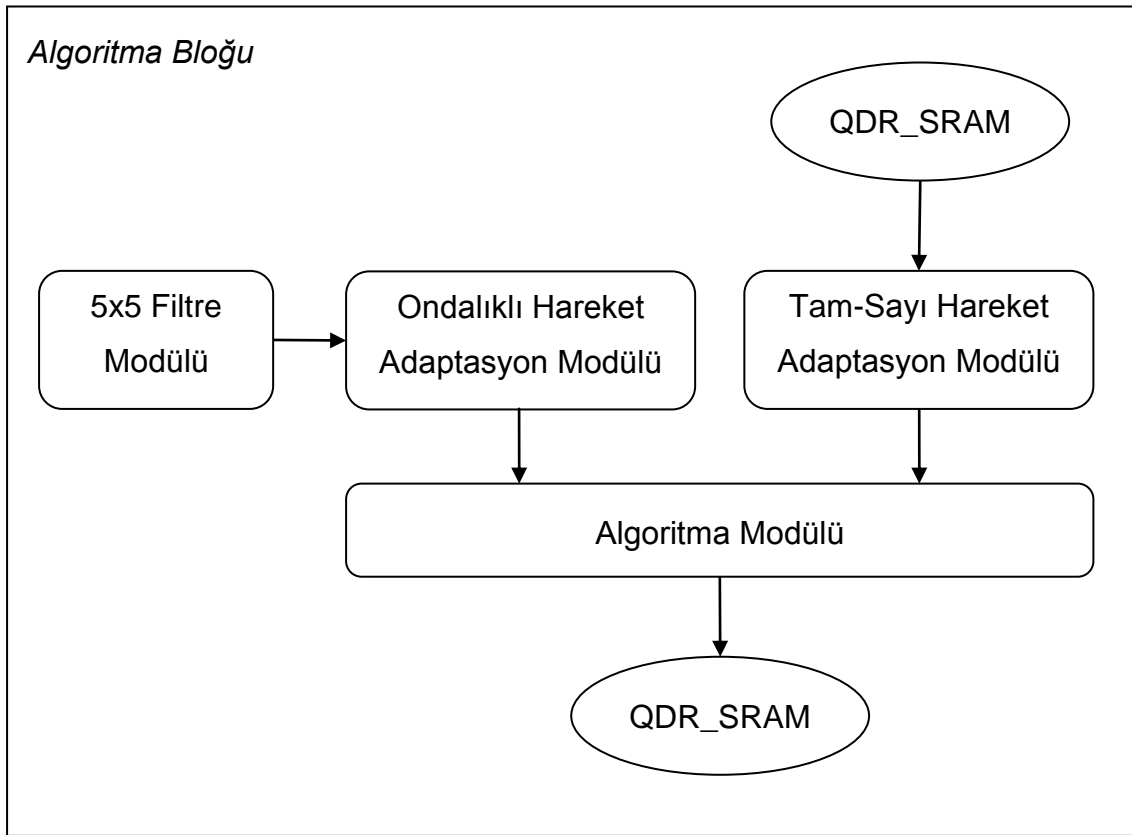 Algoritma Bloğu
QDR_SRAM
5x5 Filtre
Modülü
Ondalıklı Hareket
Adaptasyon Modülü
Tam-Sayı Hareket
Adaptasyon Modülü
Algoritma Modülü
QDR_SRAM